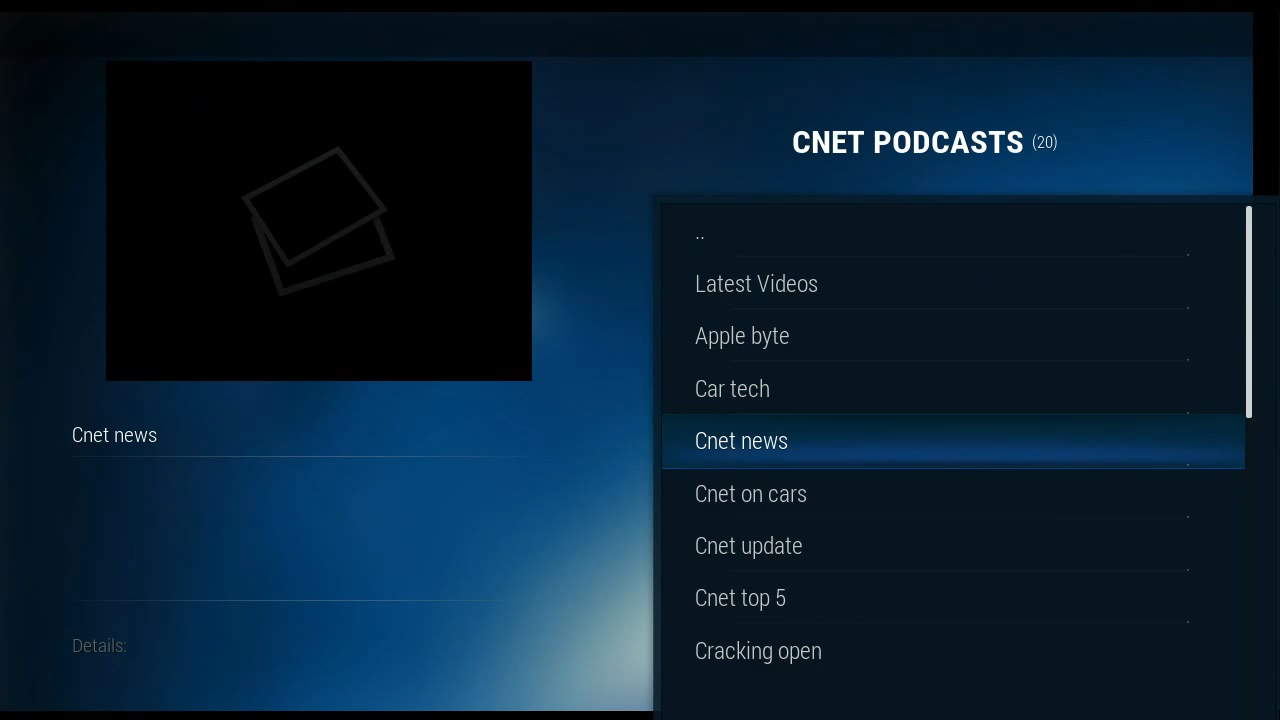 CNET PODCASTS (20)
..
Latest Videos
Apple byte
Car tech
Cnet news
Cnet on cars
Cnet update
Cnet top 5
Cracking open
Cnet news
Details: